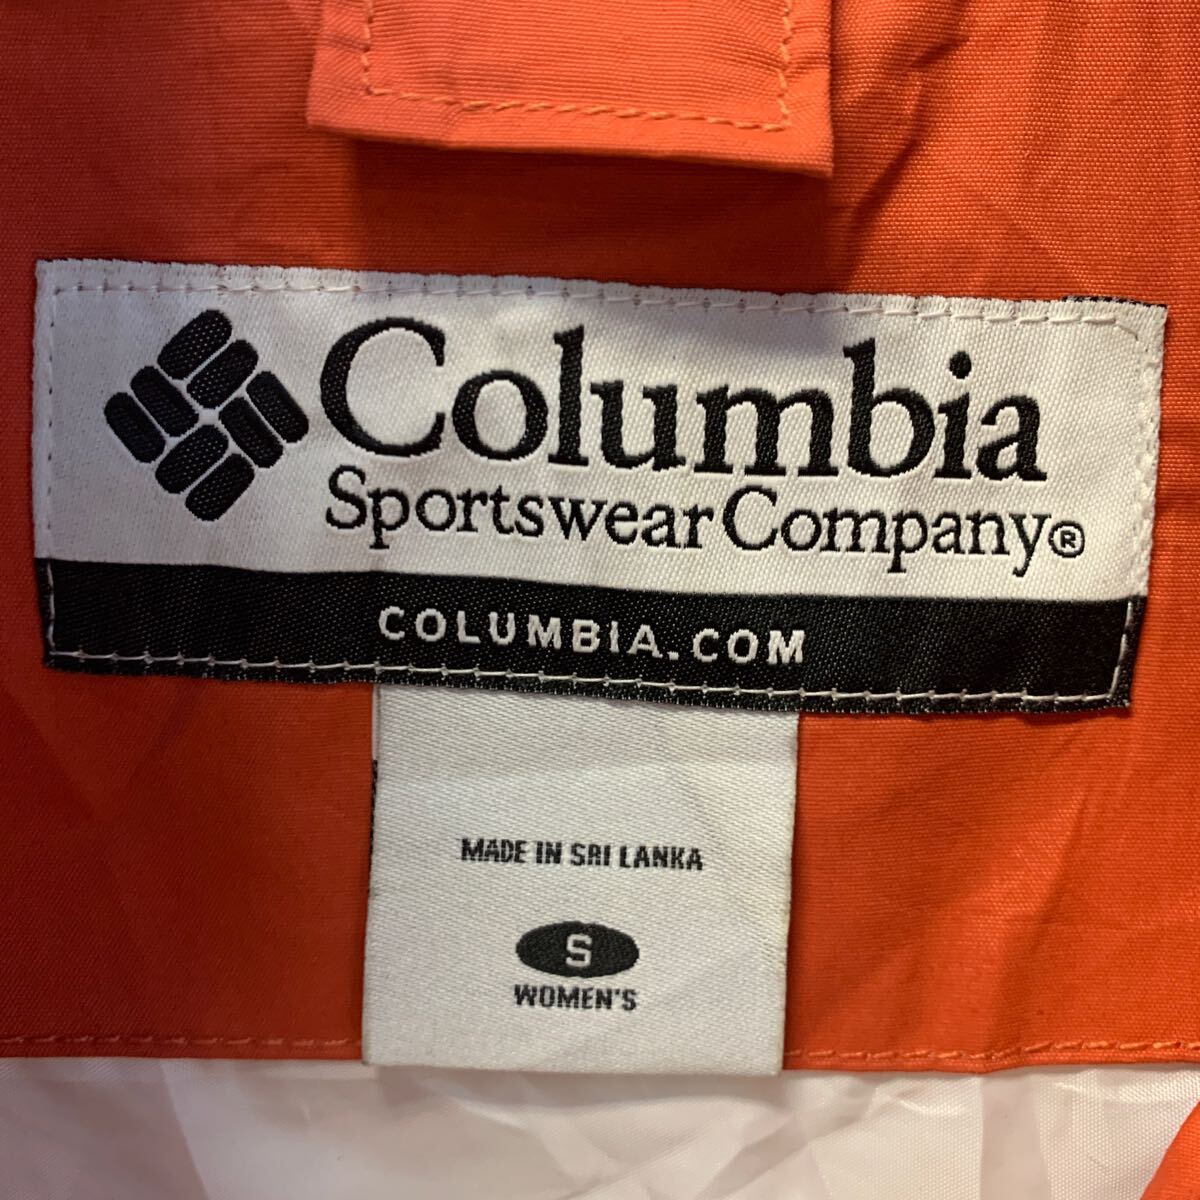 Columbia
Sportswear Company®
COLUMBIA.COM
MADE IN SRI LANKA
S
WOMEN'S